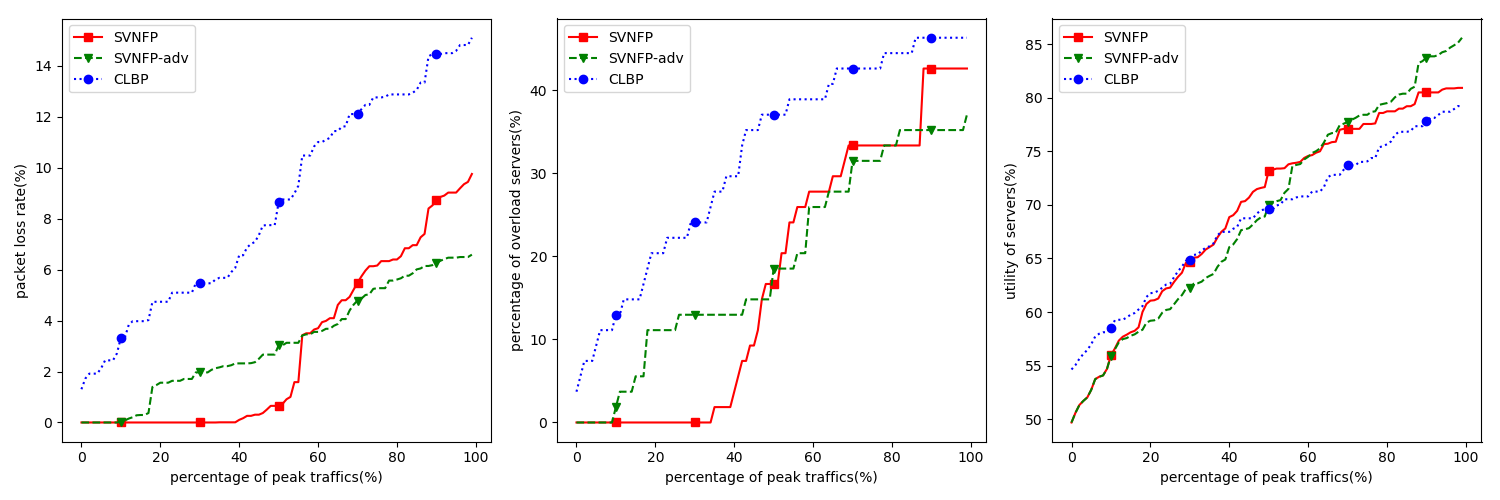 SVNFP
SVNFP-adv
CLBP
packet loss rate(%)
14
12
10
8
6
4
2
0
0 20 40 60 80 100
percentage of peak traffics(%)
SVNFP
SVNFP-adv
CLBP
percentage of overload servers(%)
40
30
20
10
0
0 20 40 60 80 100
percentage of peak traffics(%)
SVNFP
SVNFP-adv
CLBP
utility of servers(%)
85
80
75
70
65
60
55
50
0 20 40 60 80 100
percentage of peak traffics(%)